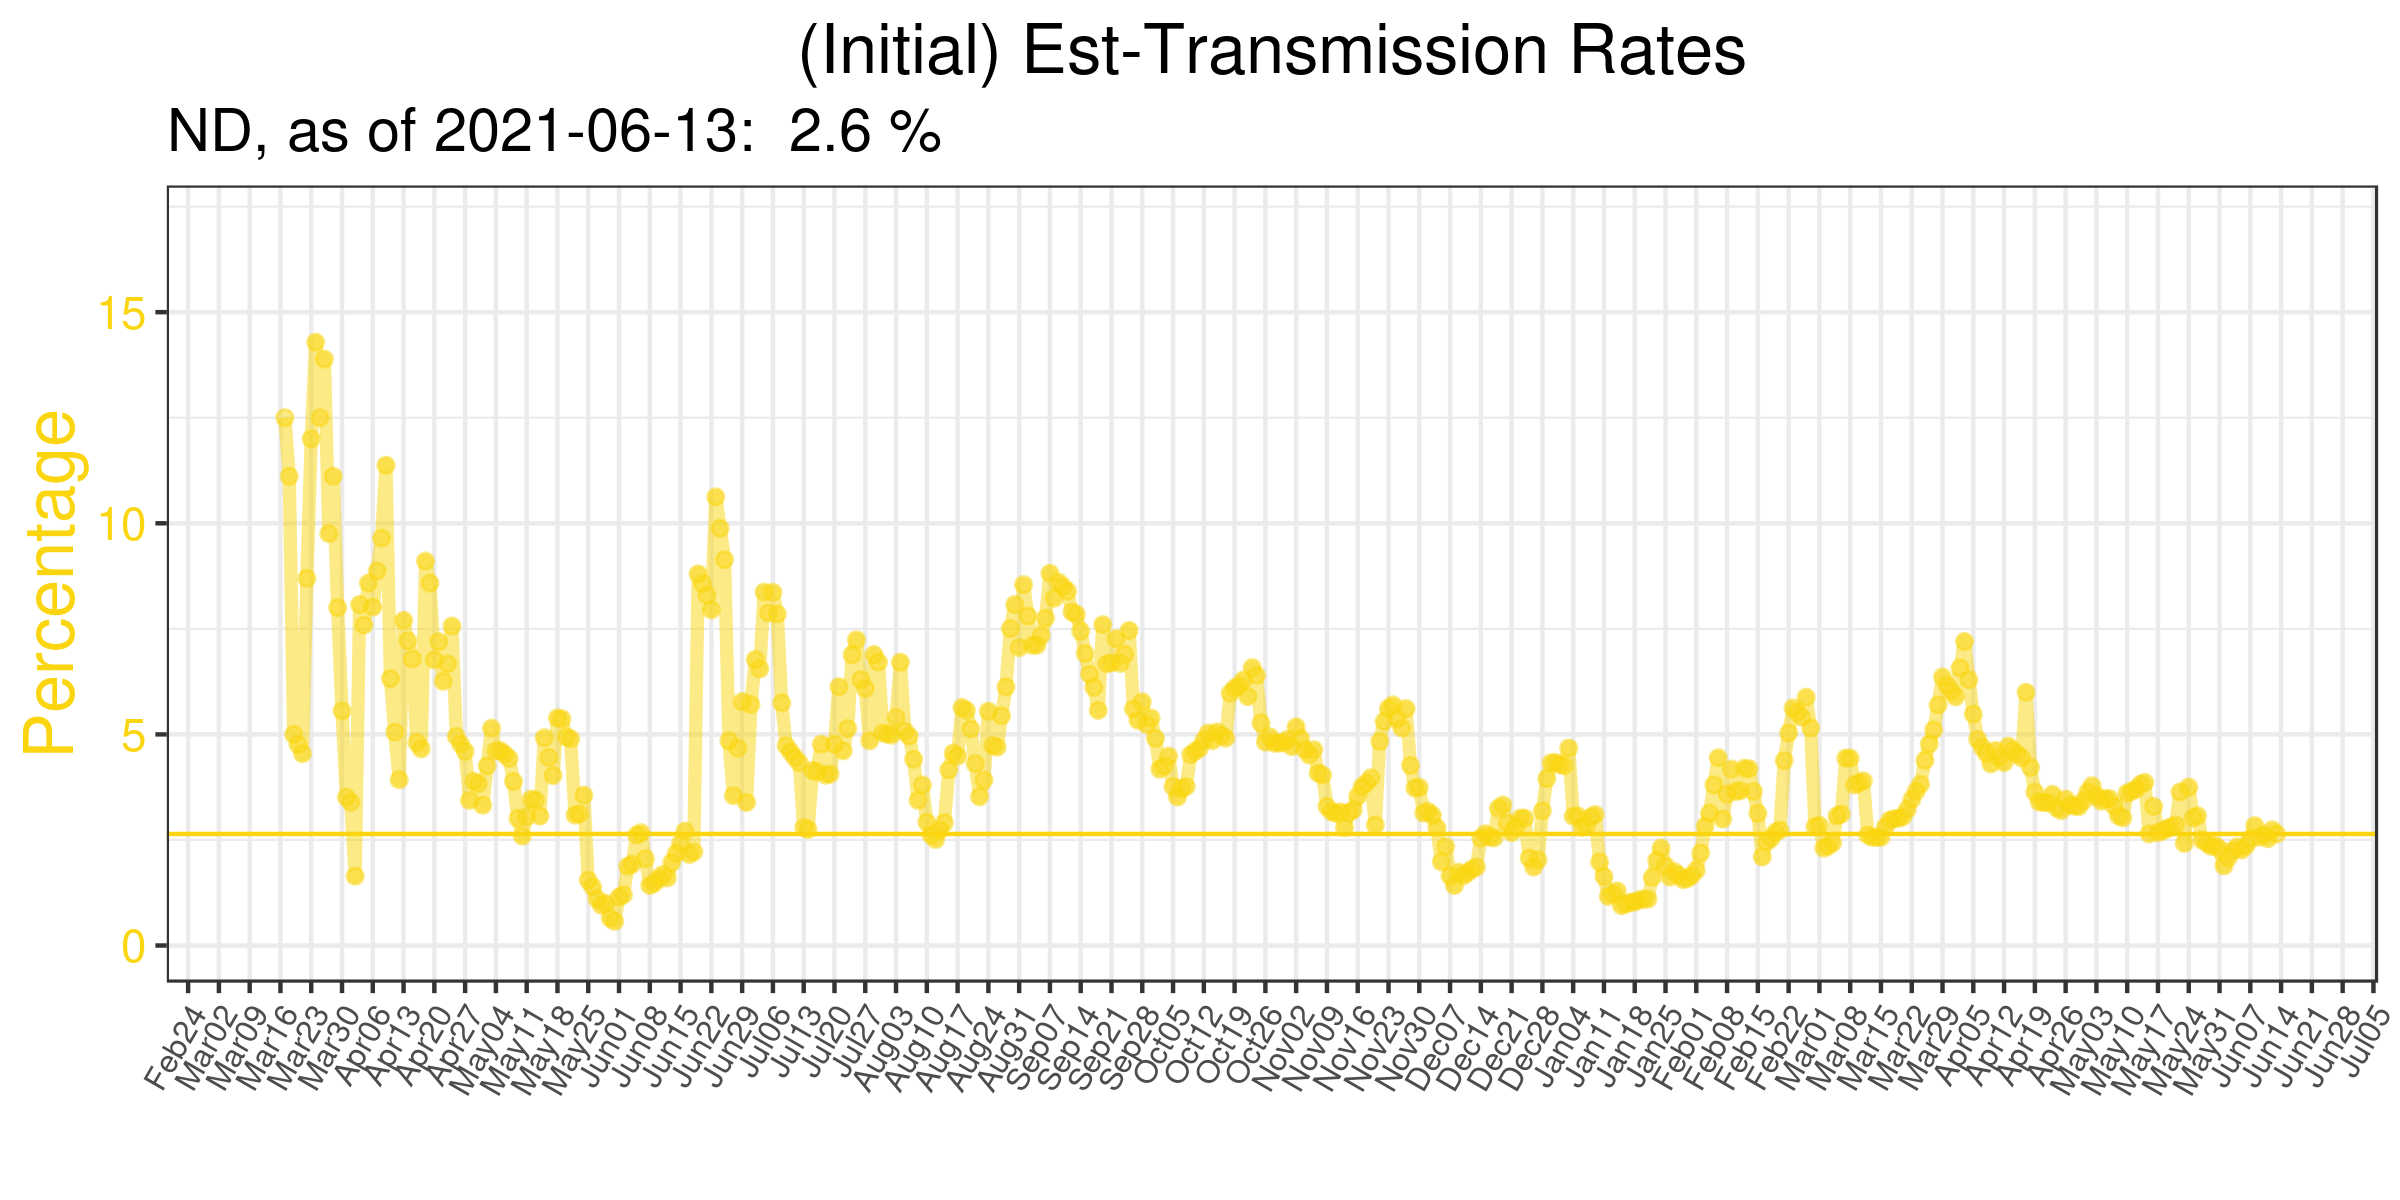 (Initial) Est-Transmission Rates
ND, as of 2021-06-13:  2.6 %
Percentage
15
10
5
0
Feb24
Mar02
Mar09
Mar16
Mar23
Mar30
Apr06
Apr13
Apr20
Apr27
May04
May11
May18
May25
Jun01
Jun08
Jun15
Jun22
Jun29
Jul06
Jul13
Jul20
Jul27
Aug03
Aug10
Aug17
Aug24
Aug31
Sep07
Sep14
Sep21
Sep28
Oct05
Oct12
Oct19
Oct26
Nov02
Nov09
Nov16
Nov23
Nov30
Dec07
Dec14
Dec21
Dec28
Jan04
Jan11
Jan18
Jan25
Feb01
Feb08
Feb15
Feb22
Mar01
Mar08
Mar15
Mar22
Mar29
Apr05
Apr12
Apr19
Apr26
May03
May10
May17
May24
May31
Jun07
Jun14
Jun21
Jun28
Jul05